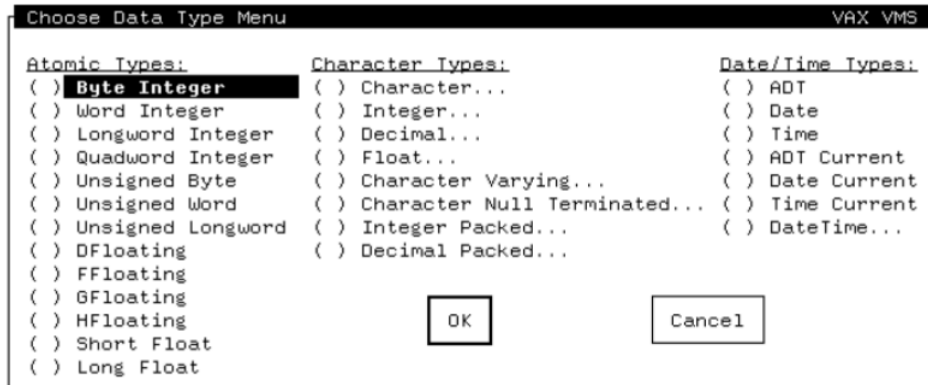 Choose Data Type Menu VAX VMS
Atomic Types: Character Types: Date/Time Types:
( ) Byte Integer ( ) Character... ( ) ADT
( ) Word Integer ( ) Integer... ( ) Date
( ) Longword Integer ( ) Decimal... ( ) Time
( ) Quadword Integer ( ) Float... ( ) ADT Current
( ) Unsigned Byte ( ) Character Varying... ( ) Date Current
( ) Unsigned Word ( ) Character Null Terminated... ( ) Time Current
( ) Unsigned Longword ( ) Integer Packed... ( ) DateTime...
( ) DFloating ( ) Decimal Packed...
( ) FFloating
( ) GFloating
( ) HFloating OK Cancel
( ) Short Float
( ) Long Float